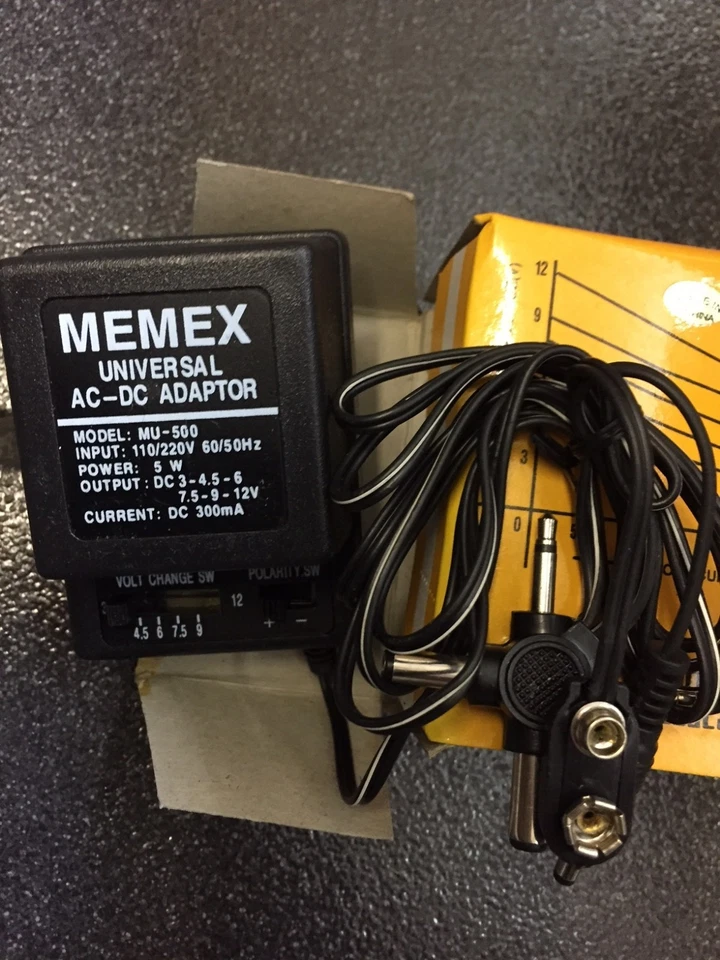 MEMEX
UNIVERSAL
AC-DC ADAPTOR
MODEL: MU-500
INPUT: 110/220V 60/50Hz
POWER: 5 W
OUTPUT: DC 3-4.5-6
7.5-9-12V
CURRENT: DC 300mA
VOLT CHANGE SW
POLARITY.SW
12
4.5 6 7.5 9
+ −
12
9
3
0